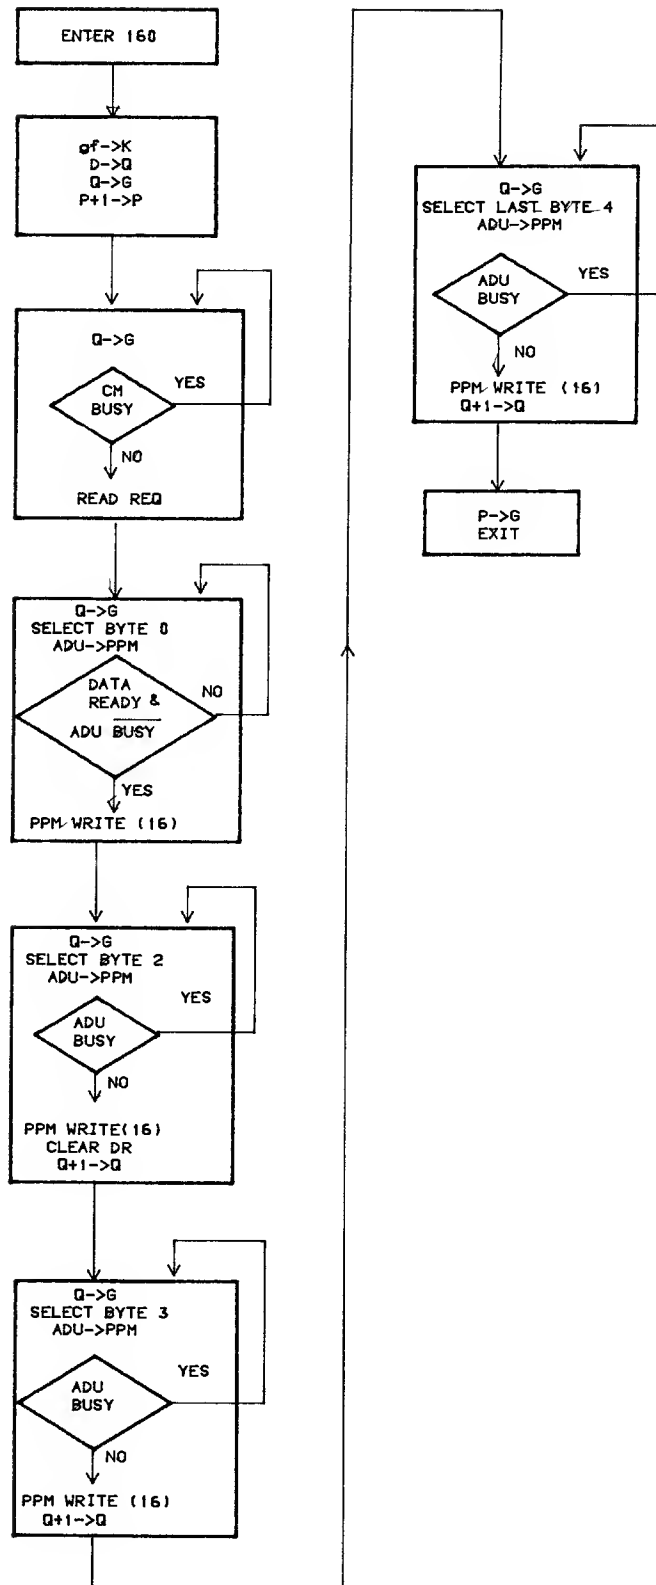 ENTER 160
gf->K
D->Q
Q->G
P+1->P
Q->G
CM
BUSY
YES
NO
READ REQ
Q->G
SELECT BYTE 0
ADU->PPM
DATA
READY &
ADU BUSY
NO
YES
PPM WRITE (16)
Q->G
SELECT BYTE 2
ADU->PPM
YES
ADU
BUSY
NO
PPM WRITE(16)
CLEAR DR
Q+1->Q
Q->G
SELECT BYTE 3
ADU->PPM
YES
ADU
BUSY
NO
PPM WRITE (16)
Q+1->Q
Q->G
SELECT LAST BYTE 4
ADU->PPM
ADU
BUSY
YES
NO
PPM WRITE (16)
Q+1->Q
P->G
EXIT